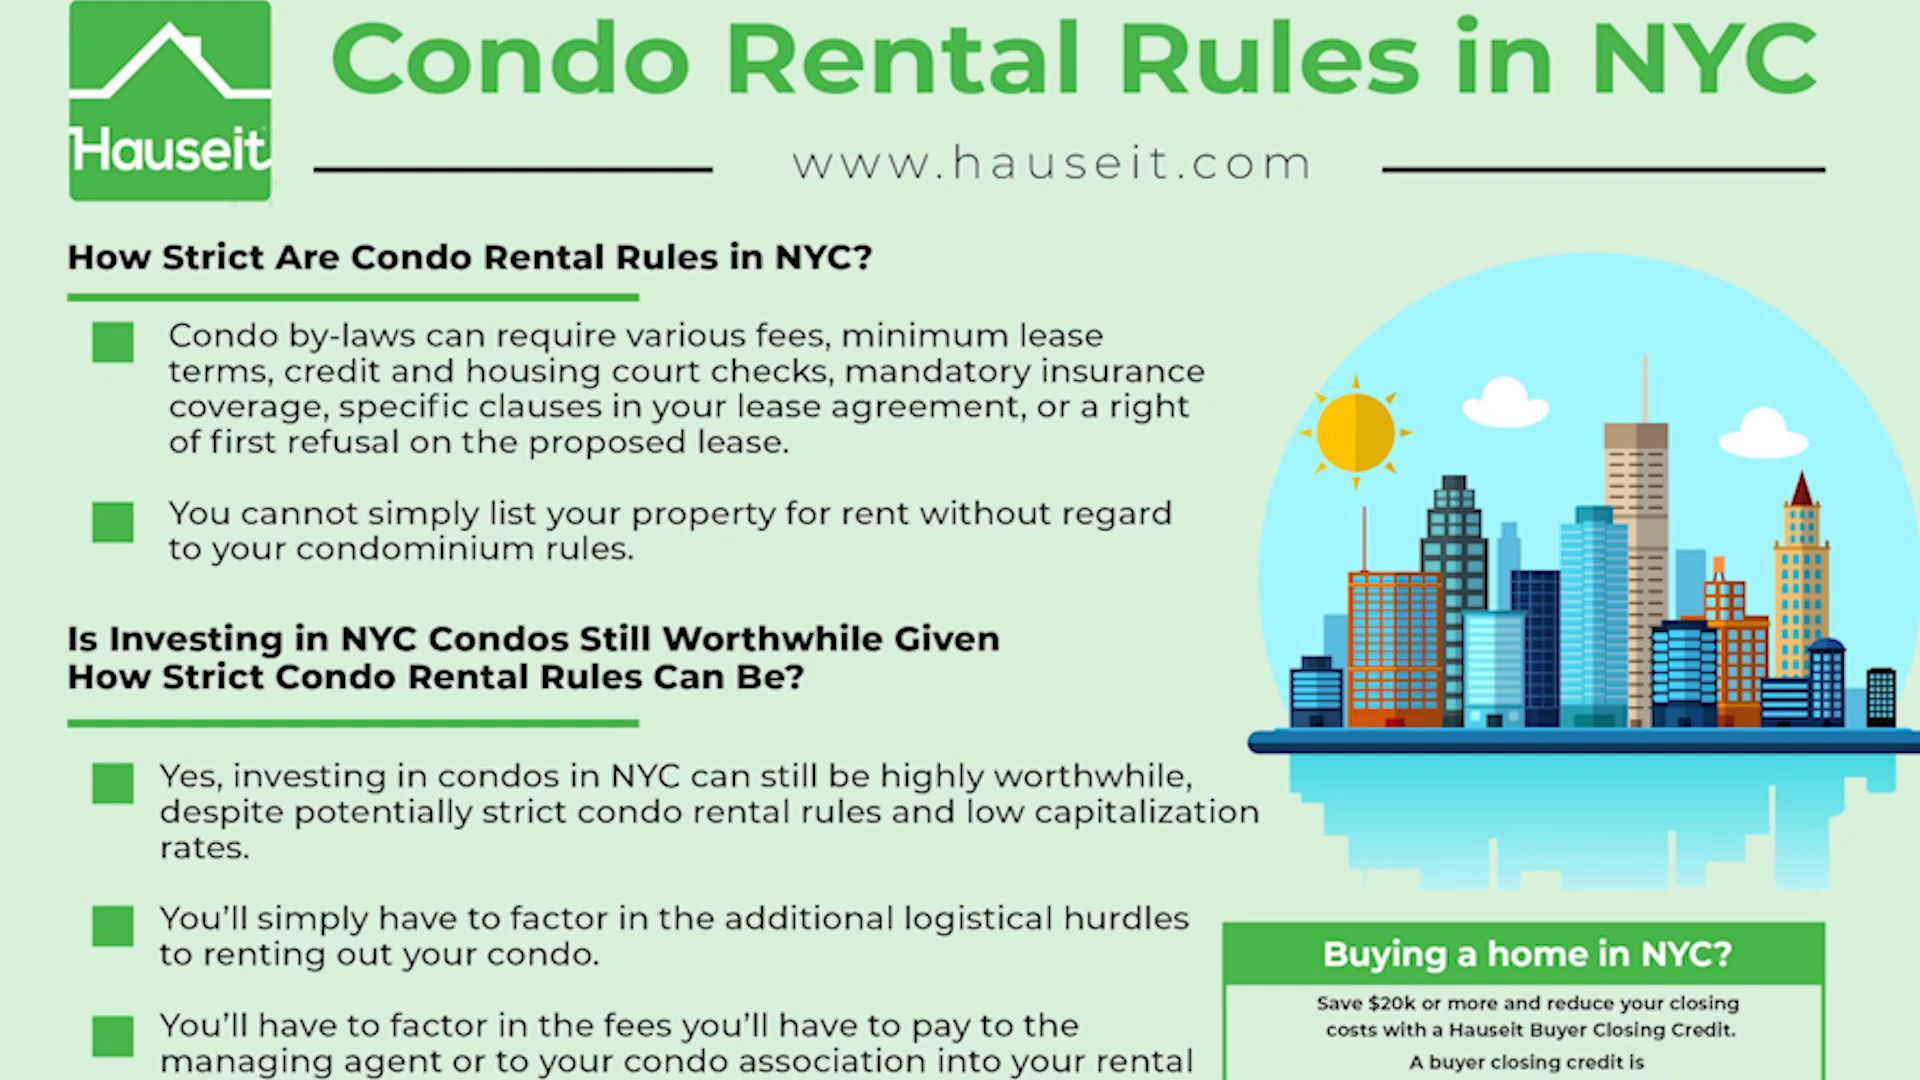 Hauseit
Condo Rental Rules in NYC
www.hauseit.com
How Strict Are Condo Rental Rules in NYC?
Condo by-laws can require various fees, minimum lease
terms, credit and housing court checks, mandatory insurance
coverage, specific clauses in your lease agreement, or a right
of first refusal on the proposed lease.
You cannot simply list your property for rent without regard
to your condominium rules.
Is Investing in NYC Condos Still Worthwhile Given
How Strict Condo Rental Rules Can Be?
Yes, investing in condos in NYC can still be highly worthwhile,
despite potentially strict condo rental rules and low capitalization
rates.
You'll simply have to factor in the additional logistical hurdles
to renting out your condo.
You'll have to factor in the fees you'll have to pay to the
managing agent or to your condo association into your rental
Buying a home in NYC?
Save $20k or more and reduce your closing
costs with a Hauseit Buyer Closing Credit.
A buyer closing credit is